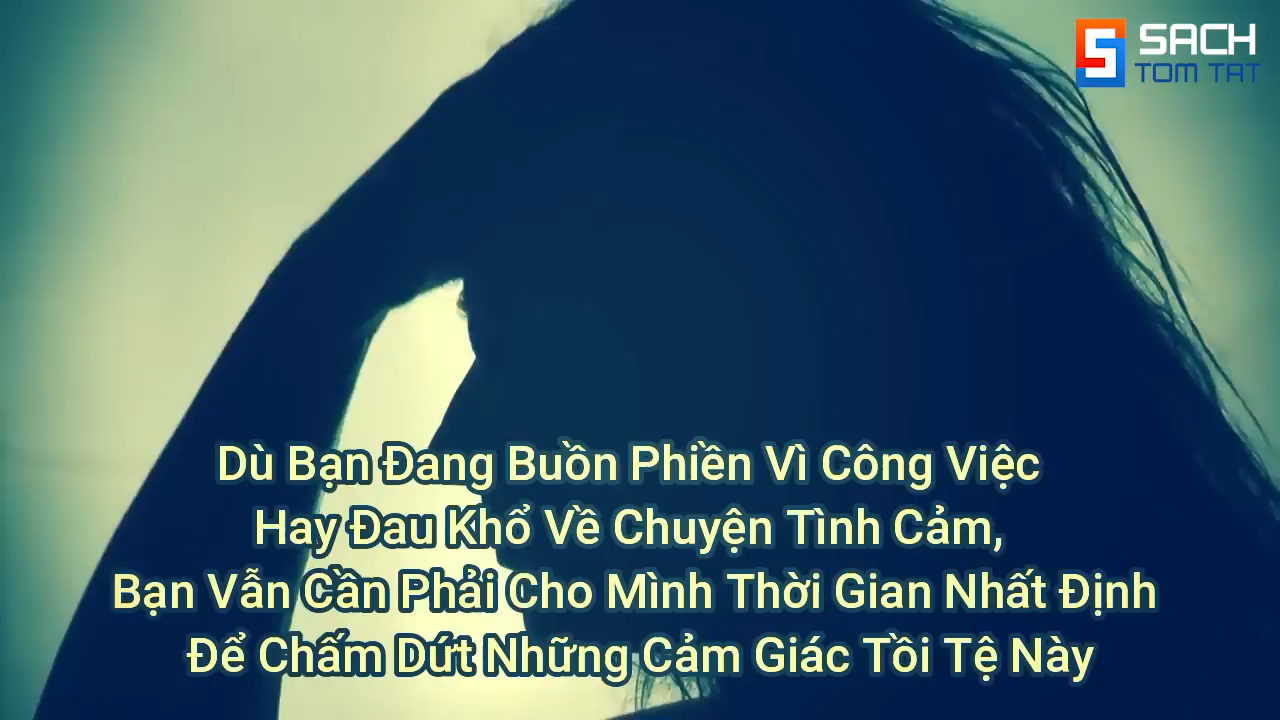 SACH
TOM TAT
Dù Bạn Đang Buồn Phiền Vì Công Việc
Hay Đau Khổ Về Chuyện Tình Cảm,
Bạn Vẫn Cần Phải Cho Mình Thời Gian Nhất Định
Để Chấm Dứt Những Cảm Giác Tồi Tệ Này